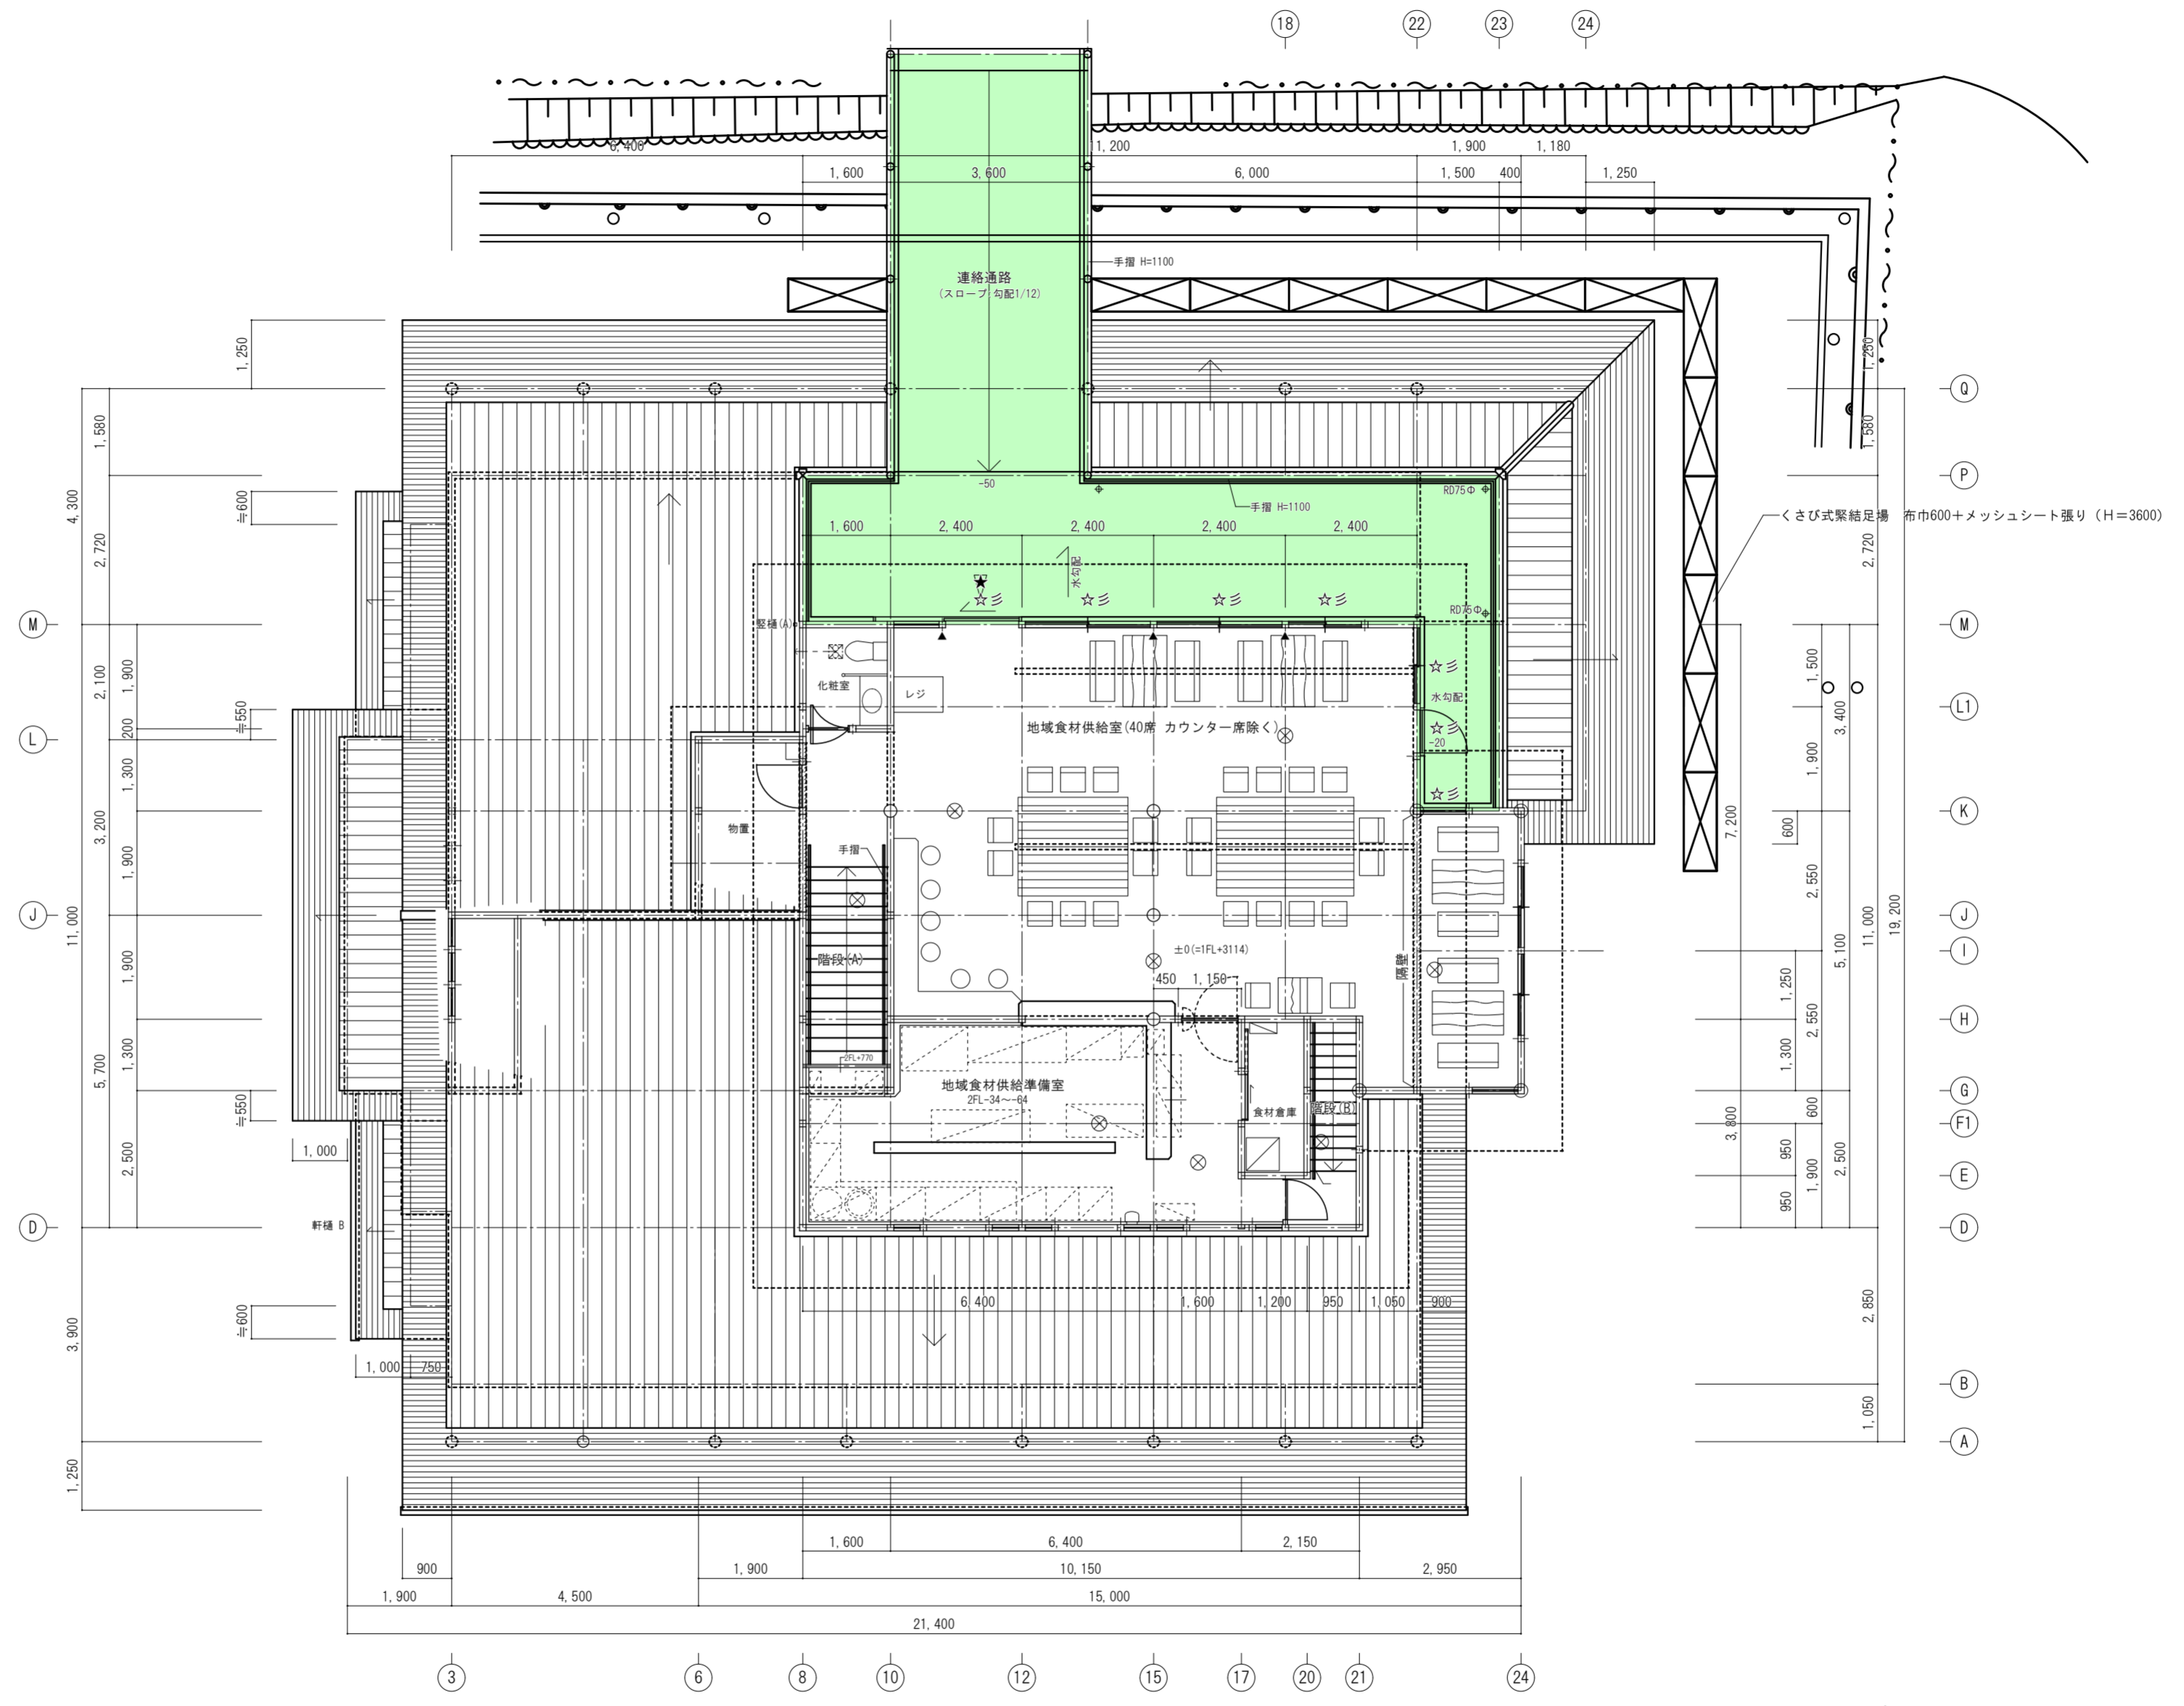 18
22
23
24
6,400
11,200
1,900
1,180
1,600
3,600
6,000
1,500
400
1,250
手摺 H=1100
連絡通路
(スロープ:勾配1/12)
1,250
1,250
Q
1,580
1,580
P
-50
RD75Φ
手摺 H=1100
≒600
4,300
くさび式緊結足場 布巾600+メッシュシート張り(H=3600)
1,600
2,400
2,400
2,400
2,400
2,720
2,720
水勾配
★
☆彡
☆彡
☆彡
☆彡
RD75Φ
M
竪樋(A)
M
2,100
1,900
☆彡
1,500
化粧室
レジ
水勾配
L1
≒550
200
地域食材供給室(40席 カウンター席除く)
☆彡
3,400
L
-20
1,900
1,300
☆彡
K
3,200
物置
7,200
600
手摺
1,900
2,550
11,000
J
J
11,000
19,200
±0(=1FL+3114)
I
5,100
階段(A)
隔壁
1,900
450
1,150
1,250
H
2,550
5,700
1,300
2FL+770
1,300
地域食材供給準備室
2FL-34~-64
G
≒550
食材倉庫
階段(B)
600
F1
3,800
1,000
2,500
950
1,900
2,500
E
950
軒樋 B
D
D
6,400
1,600
1,200
950
1,050
900
≒600
2,850
3,900
1,000
750
B
1,050
A
1,250
1,600
6,400
2,150
900
1,900
10,150
2,950
1,900
4,500
15,000
21,400
3
6
8
10
12
15
17
20
21
24